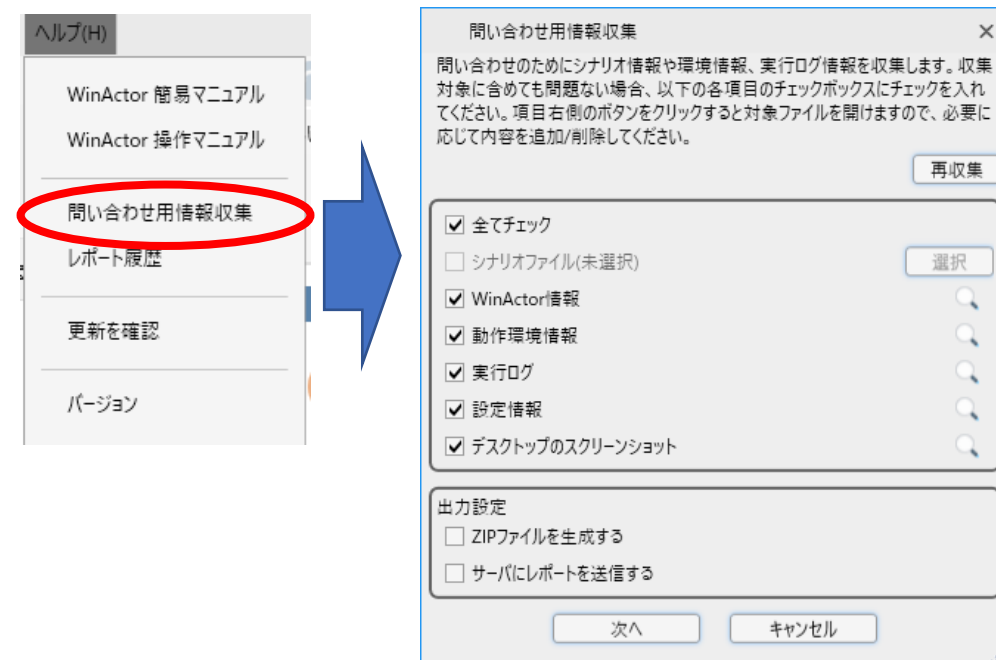 ヘルプ(H)
WinActor 簡易マニュアル
WinActor 操作マニュアル
問い合わせ用情報収集
レポート履歴
更新を確認
バージョン
問い合わせ用情報収集
問い合わせのためにシナリオ情報や環境情報、実行ログ情報を収集します。収集
対象に含めても問題ない場合、以下の各項目のチェックボックスにチェックを入れ
てください。項目右側のボタンをクリックすると対象ファイルを開けますので、必要に
応じて内容を追加/削除してください。
再収集
全てチェック
シナリオファイル(未選択)
選択
WinActor情報
動作環境情報
実行ログ
設定情報
デスクトップのスクリーンショット
出力設定
ZIPファイルを生成する
サーバにレポートを送信する
次へ
キャンセル